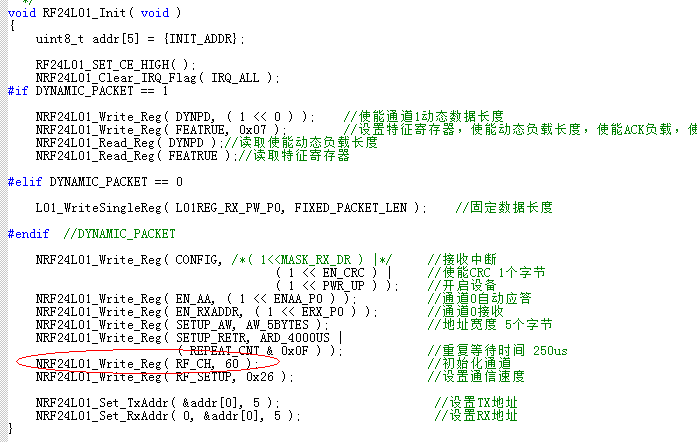 */
void RF24L01_Init( void )
{
uint8_t addr[5] = {INIT_ADDR};
RF24L01_SET_CE_HIGH( );
NRF24L01_Clear_IRQ_Flag( IRQ_ALL );
#if DYNAMIC_PACKET == 1
NRF24L01_Write_Reg( DYNPD, ( 1 << 0 ) ); //使能通道1动态数据长度
NRF24L01_Write_Reg( FEATRUE, 0x07 ); //设置特征寄存器，使能动态负载长度，使能ACK负载，使
NRF24L01_Read_Reg( DYNPD );//读取使能动态负载长度
NRF24L01_Read_Reg( FEATRUE );//读取特征寄存器
#elif DYNAMIC_PACKET == 0
L01_WriteSingleReg( L01REG_RX_PW_P0, FIXED_PACKET_LEN ); //固定数据长度
#endif //DYNAMIC_PACKET
NRF24L01_Write_Reg( CONFIG, /*( 1<<MASK_RX_DR ) |*/ //接收中断
( 1 << EN_CRC ) | //使能CRC 1个字节
( 1 << PWR_UP ) ); //开启设备
NRF24L01_Write_Reg( EN_AA, ( 1 << ENAA_P0 ) ); //通道0自动应答
NRF24L01_Write_Reg( EN_RXADDR, ( 1 << ERX_P0 ) ); //通道0接收
NRF24L01_Write_Reg( SETUP_AW, AW_5BYTES ); //地址宽度 5个字节
NRF24L01_Write_Reg( SETUP_RETR, ARD_4000US |
( REPEAT_CNT & 0x0F ) ); //重复等待时间 250us
NRF24L01_Write_Reg( RF_CH, 60 ); //初始化通道
NRF24L01_Write_Reg( RF_SETUP, 0x26 ); //设置通信速度
NRF24L01_Set_TxAddr( &addr[0], 5 ); //设置TX地址
NRF24L01_Set_RxAddr( 0, &addr[0], 5 ); //设置RX地址
}